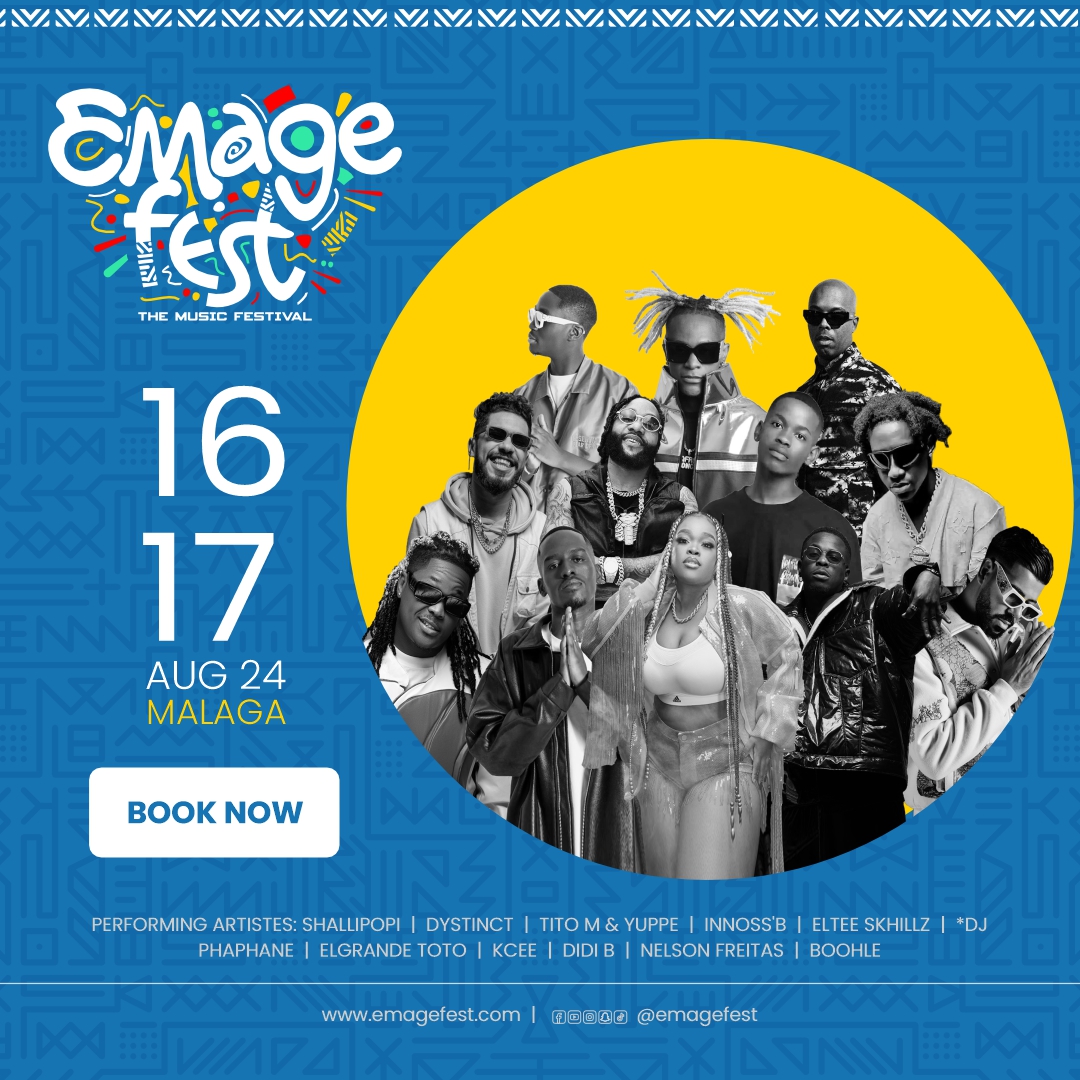 Emage
fest
THE MUSIC FESTIVAL
16
17
AUG 24
MALAGA
BOOK NOW
PERFORMING ARTISTES: SHALLIPOPI | DYSTINCT | TITO M & YUPPE | INNOSS'B | ELTEE SKHILLZ | *DJ
PHAPHANE | ELGRANDE TOTO | KCEE | DIDI B | NELSON FREITAS | BOOHLE
www.emagefest.com | @emagefest